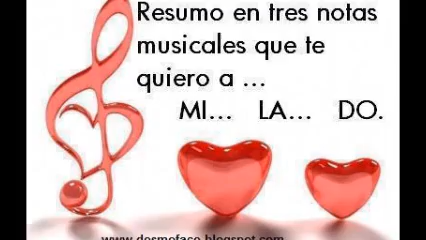 Resumo en tres notas
musicales que te
quiero a ...
MI... LA... DO.
www.desmoface.blogspot.com